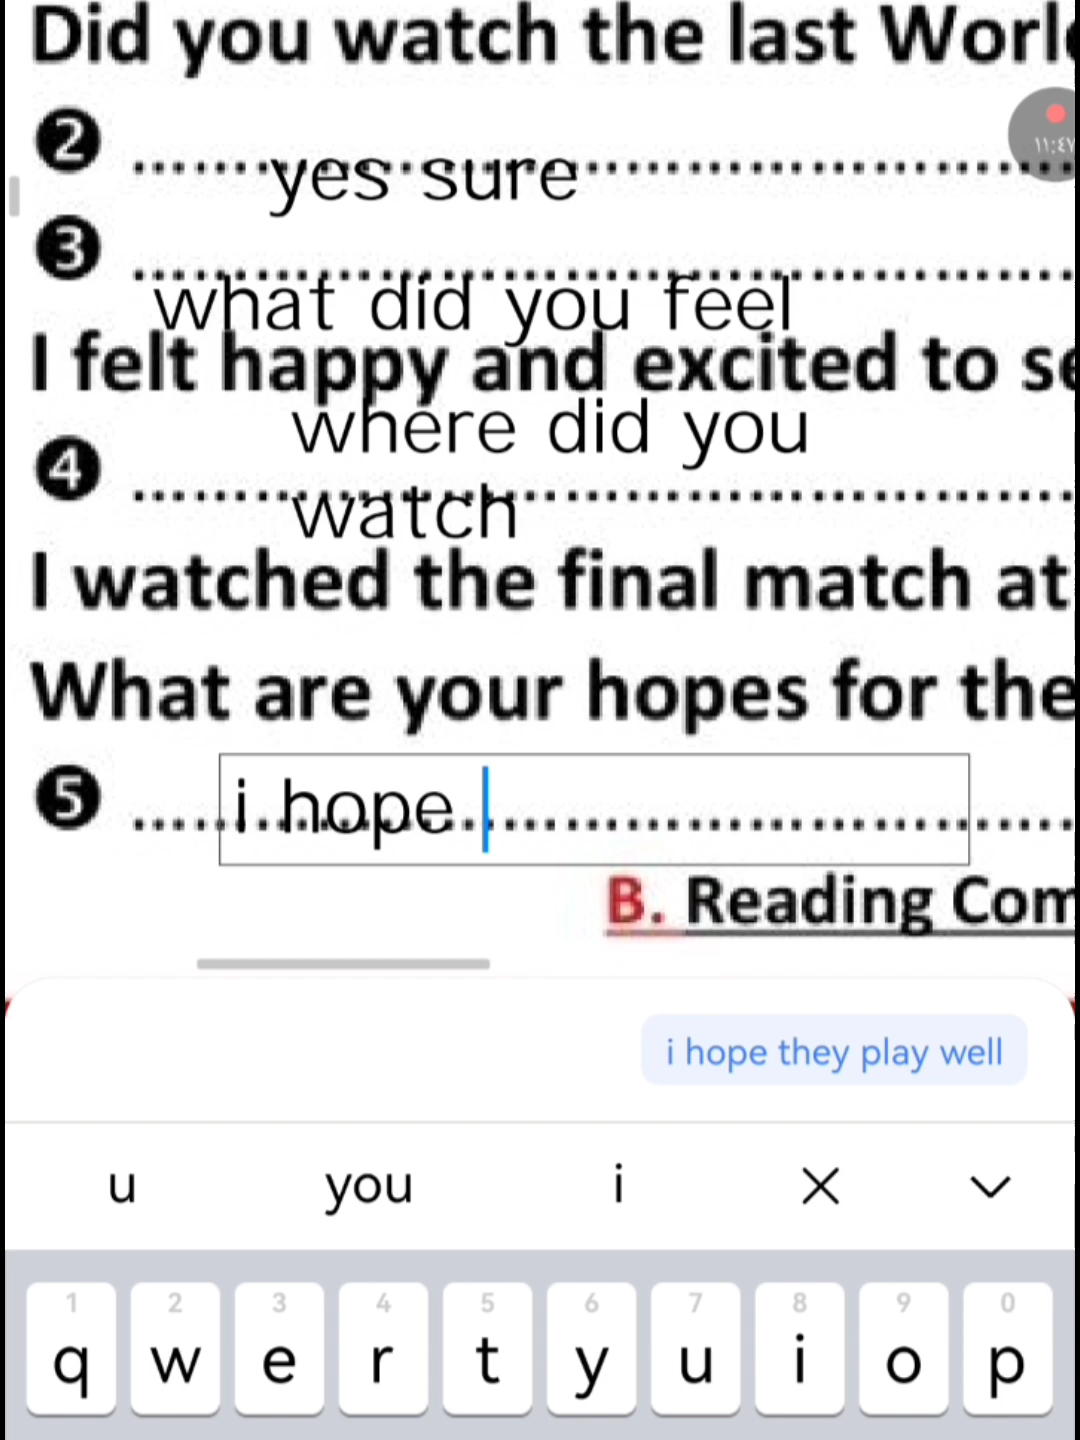 Did you watch the last Worl
❷ yes sure
١١:٤٧
❸ what did you feel
I felt happy and excited to se
where did you
❹ watch
I watched the final match at
What are your hopes for the
❺ i hope
B. Reading Com
i hope they play well
u you i
1 2 3 4 5 6 7 8 9 0
q w e r t y u i o p